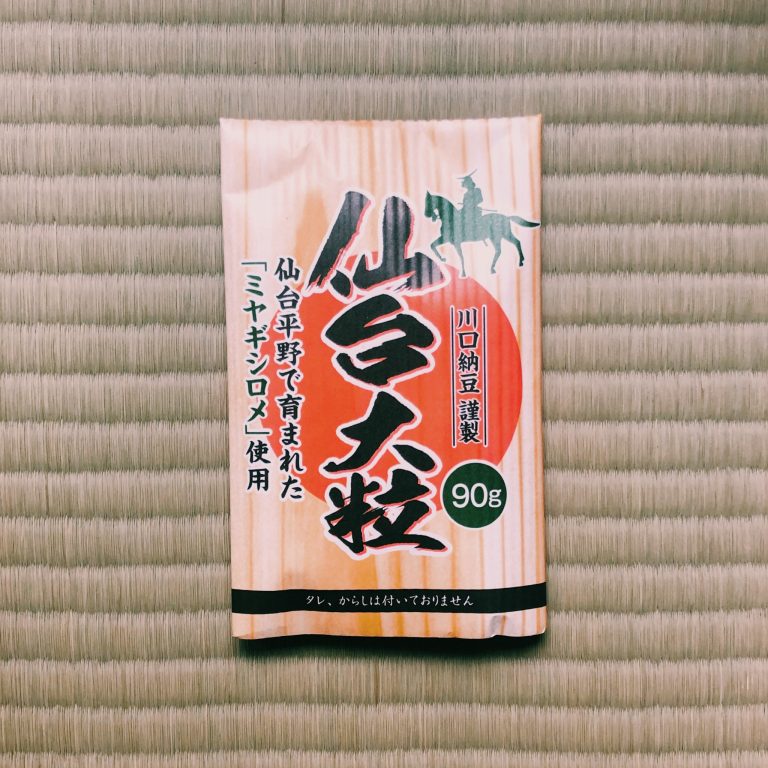 川口納豆 謹製
仙台大粒
仙台平野で育まれた
「ミヤギシロメ」使用
90g
タレ、からしは付いておりません